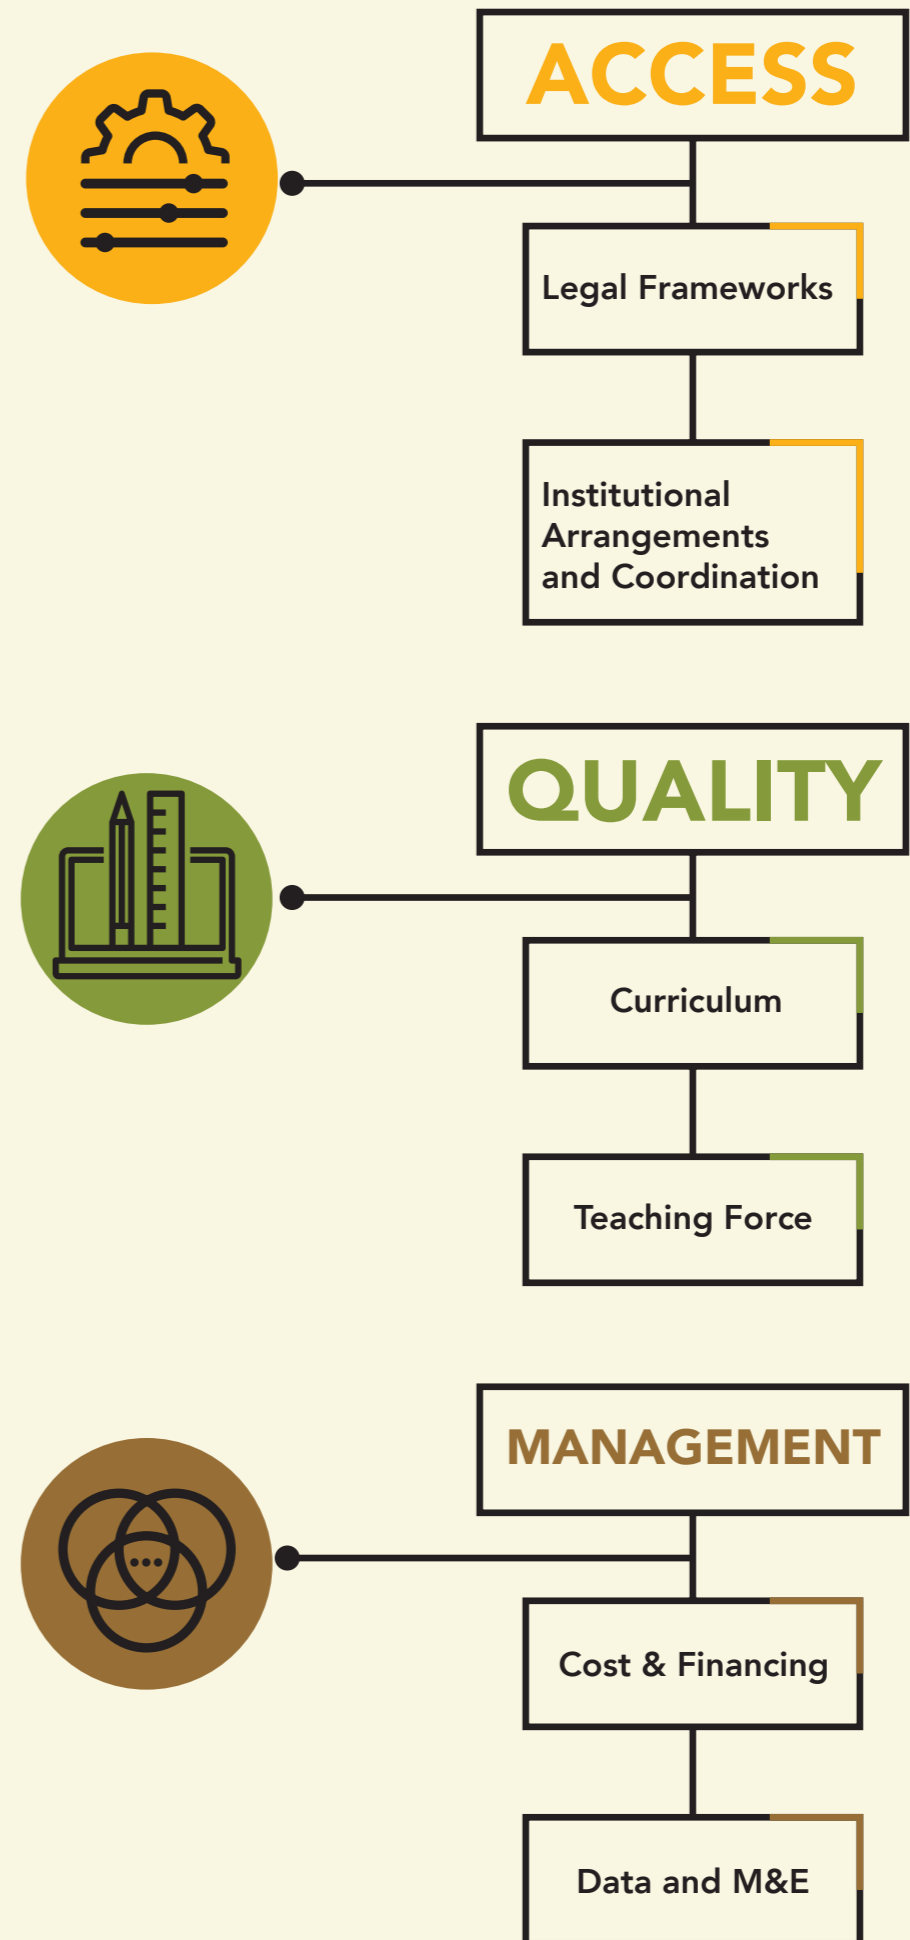 ACCESS
Legal Frameworks
Institutional
Arrangements
and Coordination
QUALITY
Curriculum
Teaching Force
MANAGEMENT
Cost & Financing
Data and M&E